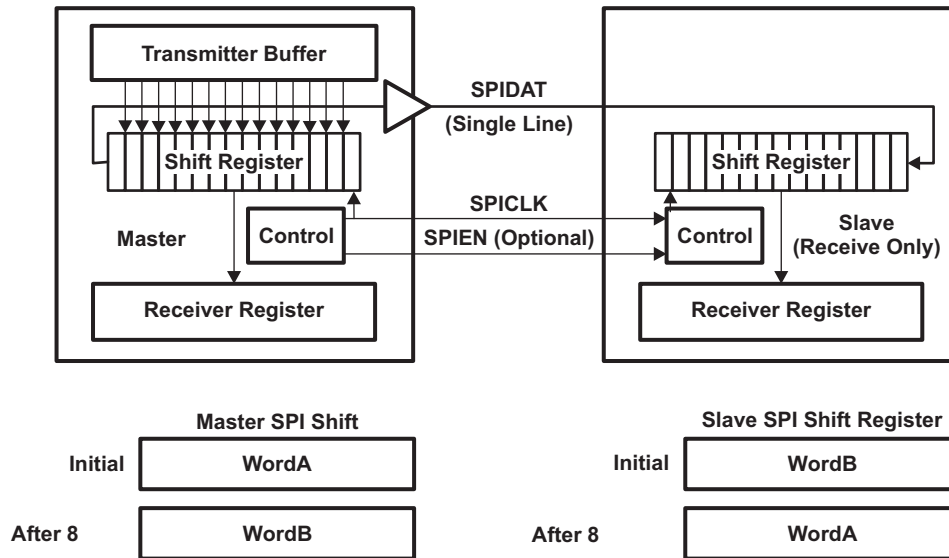 Transmitter Buffer
SPIDAT
(Single Line)
Shift Register
Shift Register
SPICLK
Master
Control
SPIEN (Optional)
Control
Slave
(Receive Only)
Receiver Register
Receiver Register
Master SPI Shift
Slave SPI Shift Register
Initial
WordA
Initial
WordB
After 8
WordB
After 8
WordA